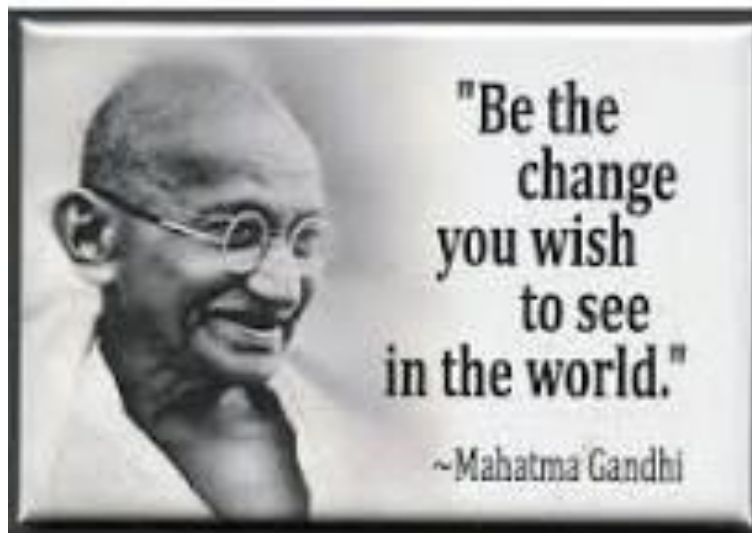 "Be the
change
you wish
to see
in the world."
~Mahatma Gandhi